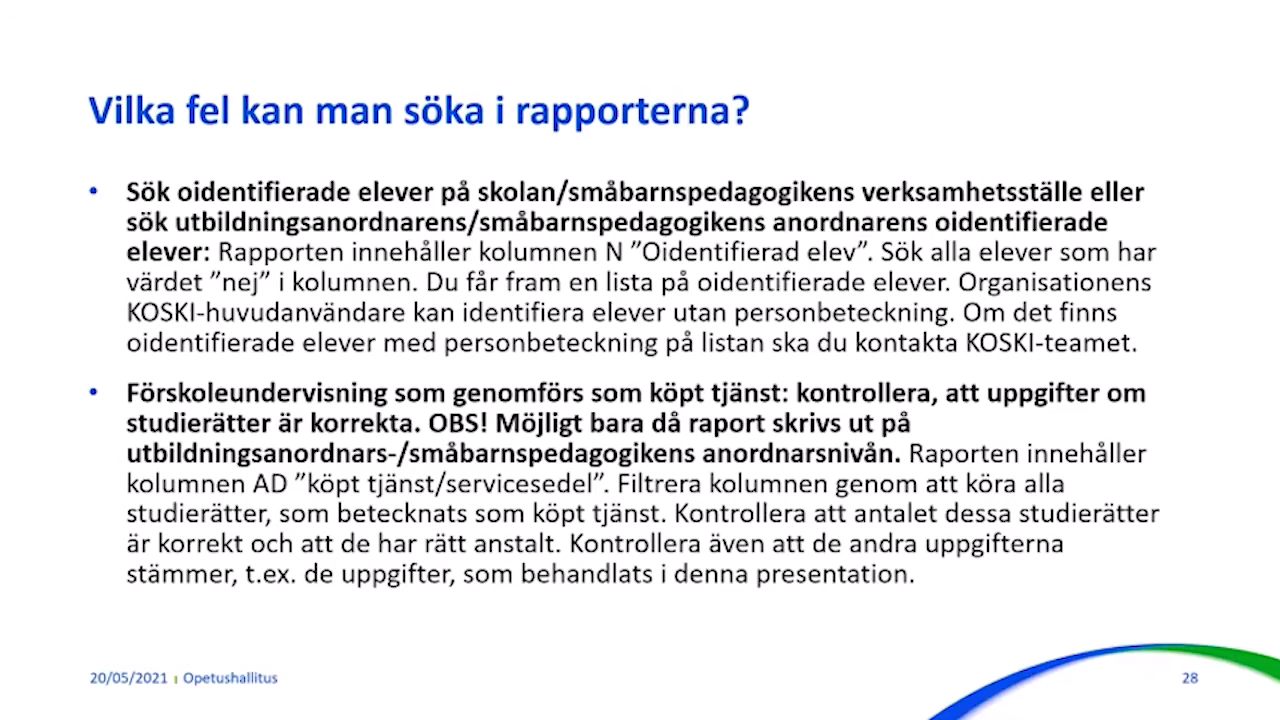 Vilka fel kan man söka i rapporterna?
• Sök oidentifierade elever på skolan/småbarnspedagogikens verksamhetsställe eller
sök utbildningsanordnarens/småbarnspedagogikens anordnarens oidentifierade
elever: Rapporten innehåller kolumnen N ”Oidentifierad elev”. Sök alla elever som har
värdet ”nej” i kolumnen. Du får fram en lista på oidentifierade elever. Organisationens
KOSKI-huvudanvändare kan identifiera elever utan personbeteckning. Om det finns
oidentifierade elever med personbeteckning på listan ska du kontakta KOSKI-teamet.
• Förskoleundervisning som genomförs som köpt tjänst: kontrollera, att uppgifter om
studierätter är korrekta. OBS! Möjligt bara då raport skrivs ut på
utbildningsanordnars-/småbarnspedagogikens anordnarsnivån. Raporten innehåller
kolumnen AD ”köpt tjänst/servicesedel”. Filtrera kolumnen genom att köra alla
studierätter, som betecknats som köpt tjänst. Kontrollera att antalet dessa studierätter
är korrekt och att de har rätt anstalt. Kontrollera även att de andra uppgifterna
stämmer, t.ex. de uppgifter, som behandlats i denna presentation.
20/05/2021 | Opetushallitus
28